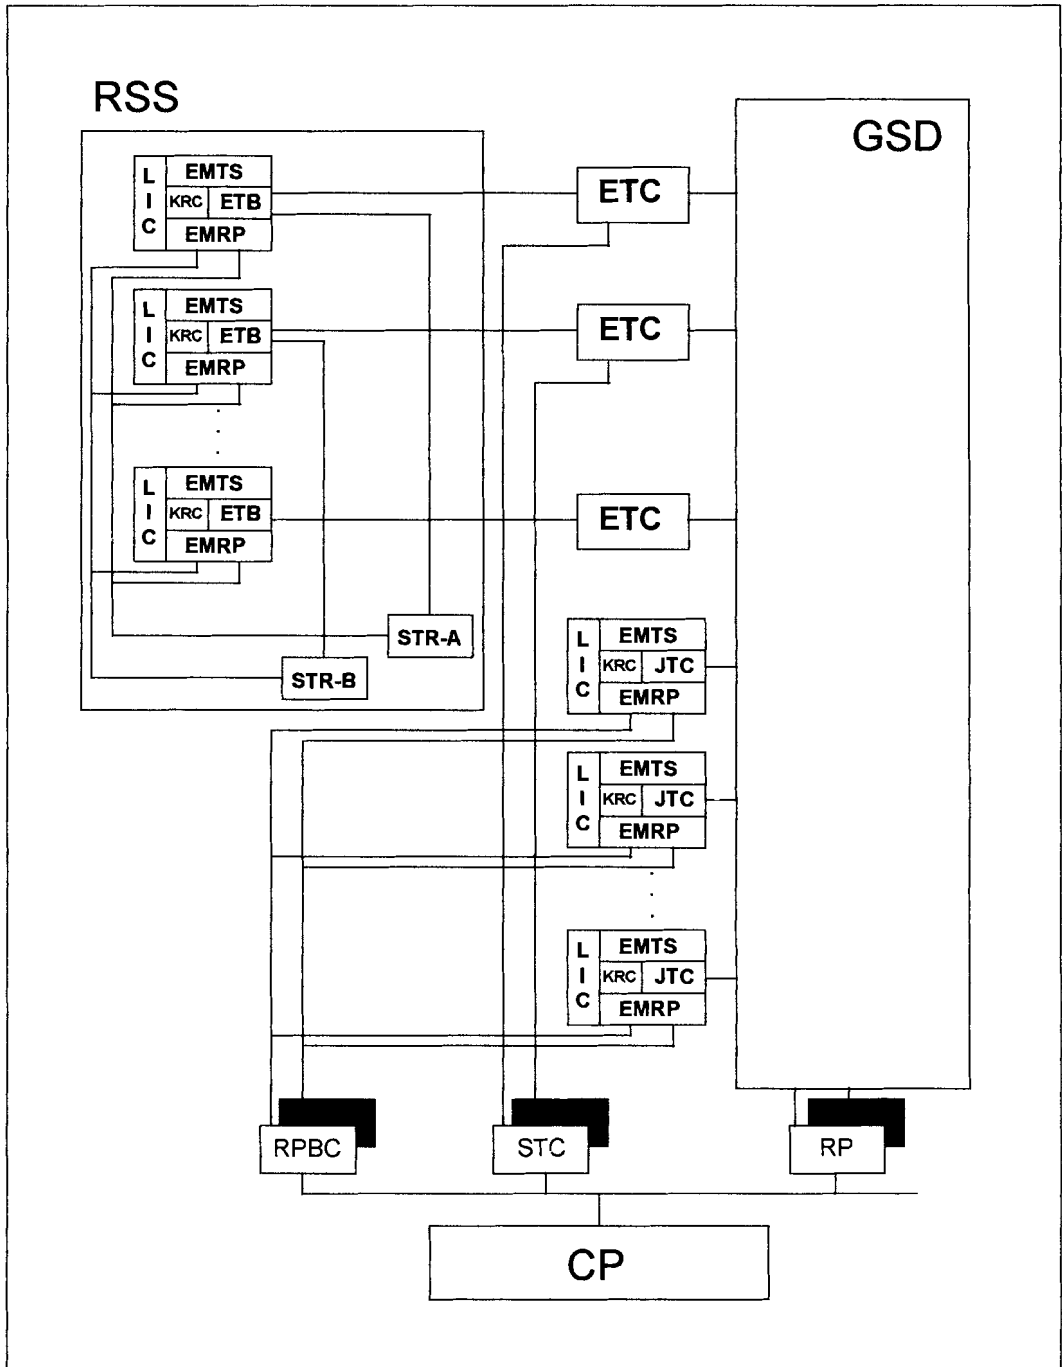 RSS
GSD
L I C
EMTS
KRC ETB
EMRP
ETC
L I C
EMTS
KRC ETB
EMRP
ETC
L I C
EMTS
KRC ETB
EMRP
ETC
STR-A
STR-B
L I C
EMTS
KRC JTC
EMRP
L I C
EMTS
KRC JTC
EMRP
L I C
EMTS
KRC JTC
EMRP
RPBC
STC
RP
CP